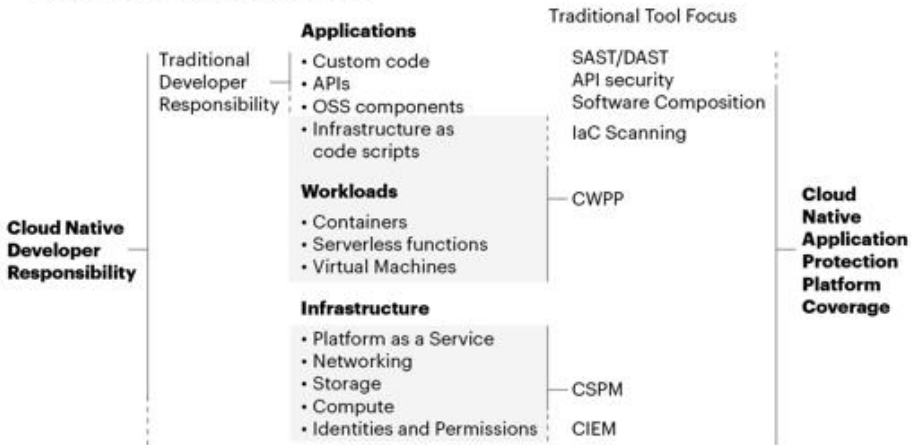 Traditional Tool Focus
Applications
Traditional
Developer
Responsibility
• Custom code
• APIs
• OSS components
• Infrastructure as
code scripts
SAST/DAST
API security
Software Composition
IaC Scanning
Workloads
• Containers
• Serverless functions
• Virtual Machines
CWPP
Cloud Native
Developer
Responsibility
Cloud
Native
Application
Protection
Platform
Coverage
Infrastructure
• Platform as a Service
• Networking
• Storage
• Compute
• Identities and Permissions
CSPM
CIEM